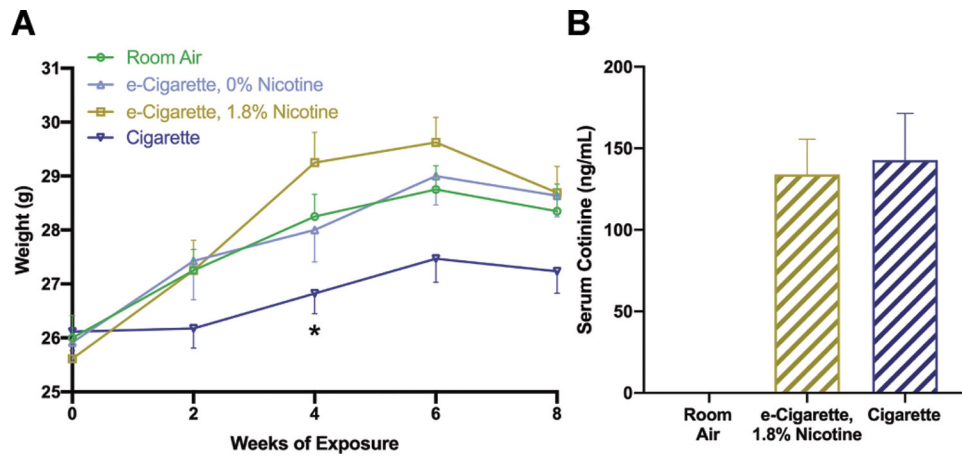 A
Room Air
e-Cigarette, 0% Nicotine
e-Cigarette, 1.8% Nicotine
Cigarette
31
30
29
28
27
26
25
Weight (g)
*
0
2
4
6
8
Weeks of Exposure
B
200
150
100
50
0
Serum Cotinine (ng/mL)
Room
Air
e-Cigarette,
1.8% Nicotine
Cigarette